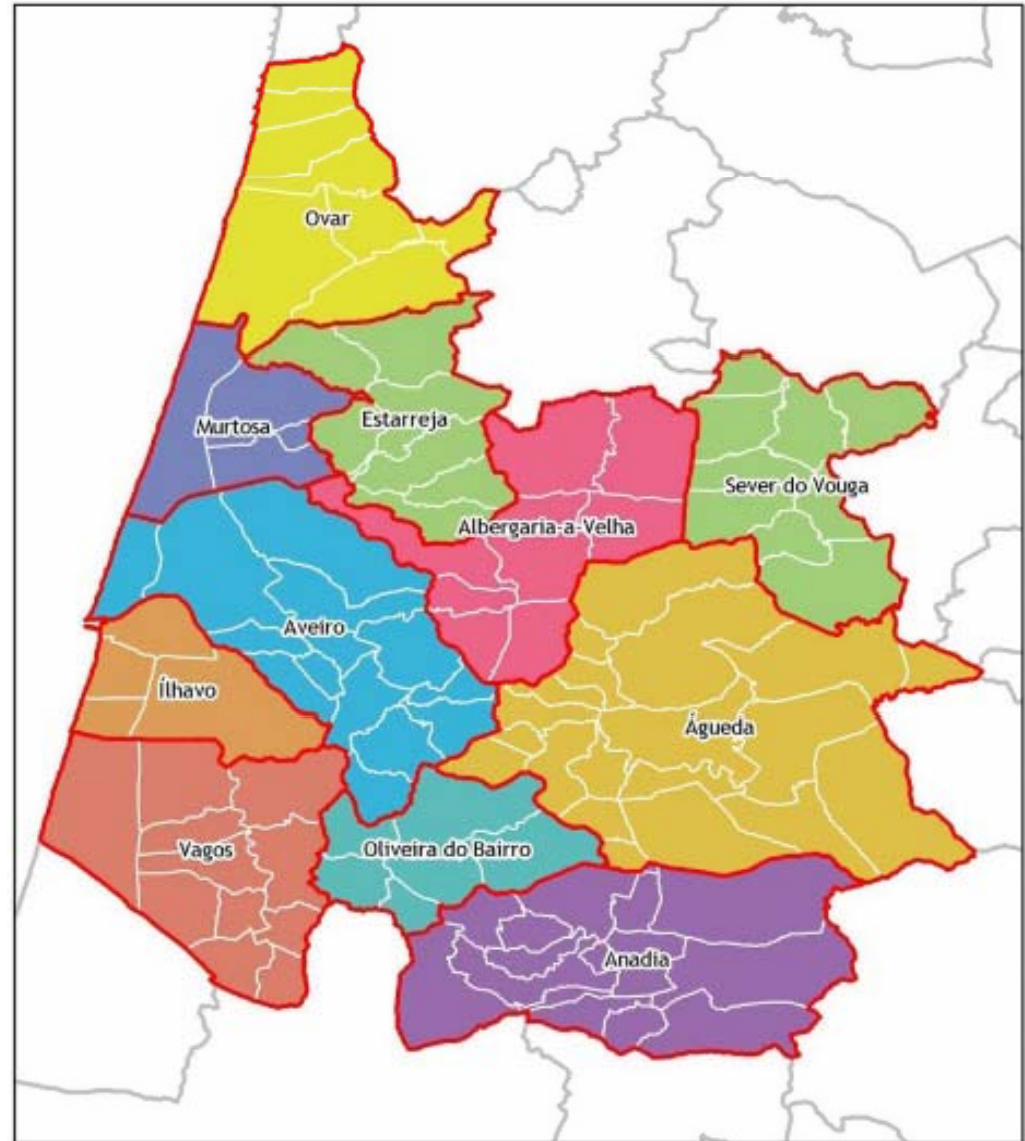 Ovar
Murtosa
Estarreja
Sever do Vouga
Albergaria-a-Velha
Aveiro
Ílhavo
Águeda
Vagos
Oliveira do Bairro
Anadia